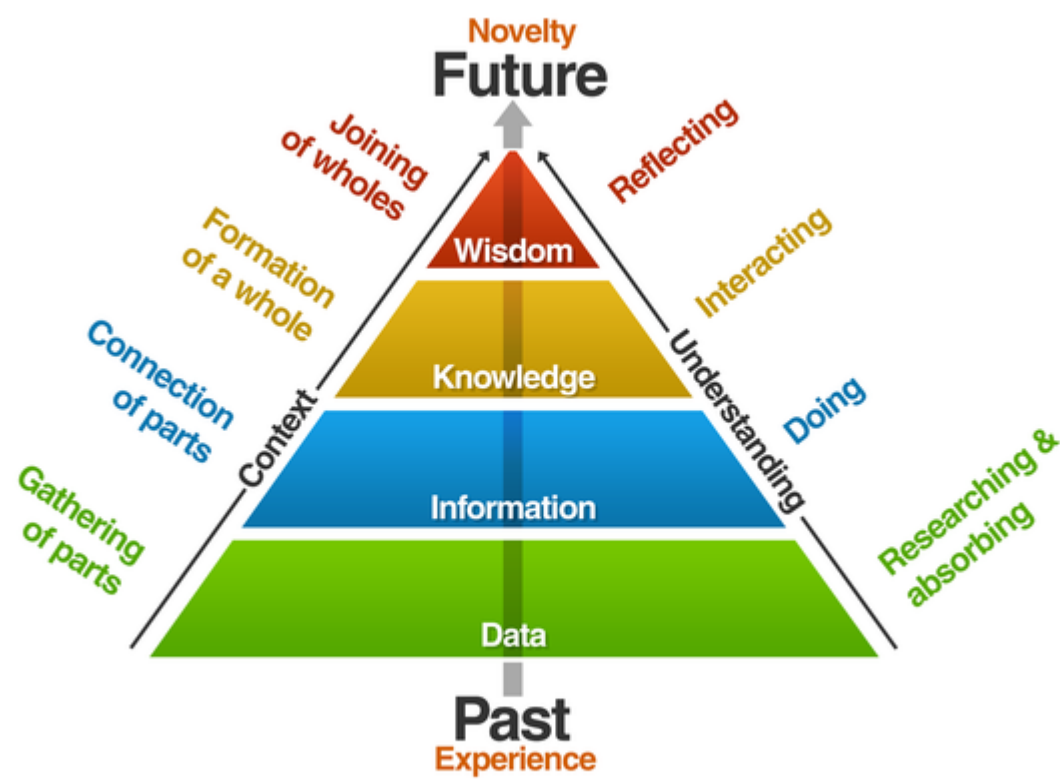 Novelty
Future
Joining
of wholes
Reflecting
Wisdom
Formation
of a whole
Interacting
Knowledge
Connection
of parts
Context
Understanding
Doing
Information
Gathering
of parts
Researching &
absorbing
Data
Past
Experience